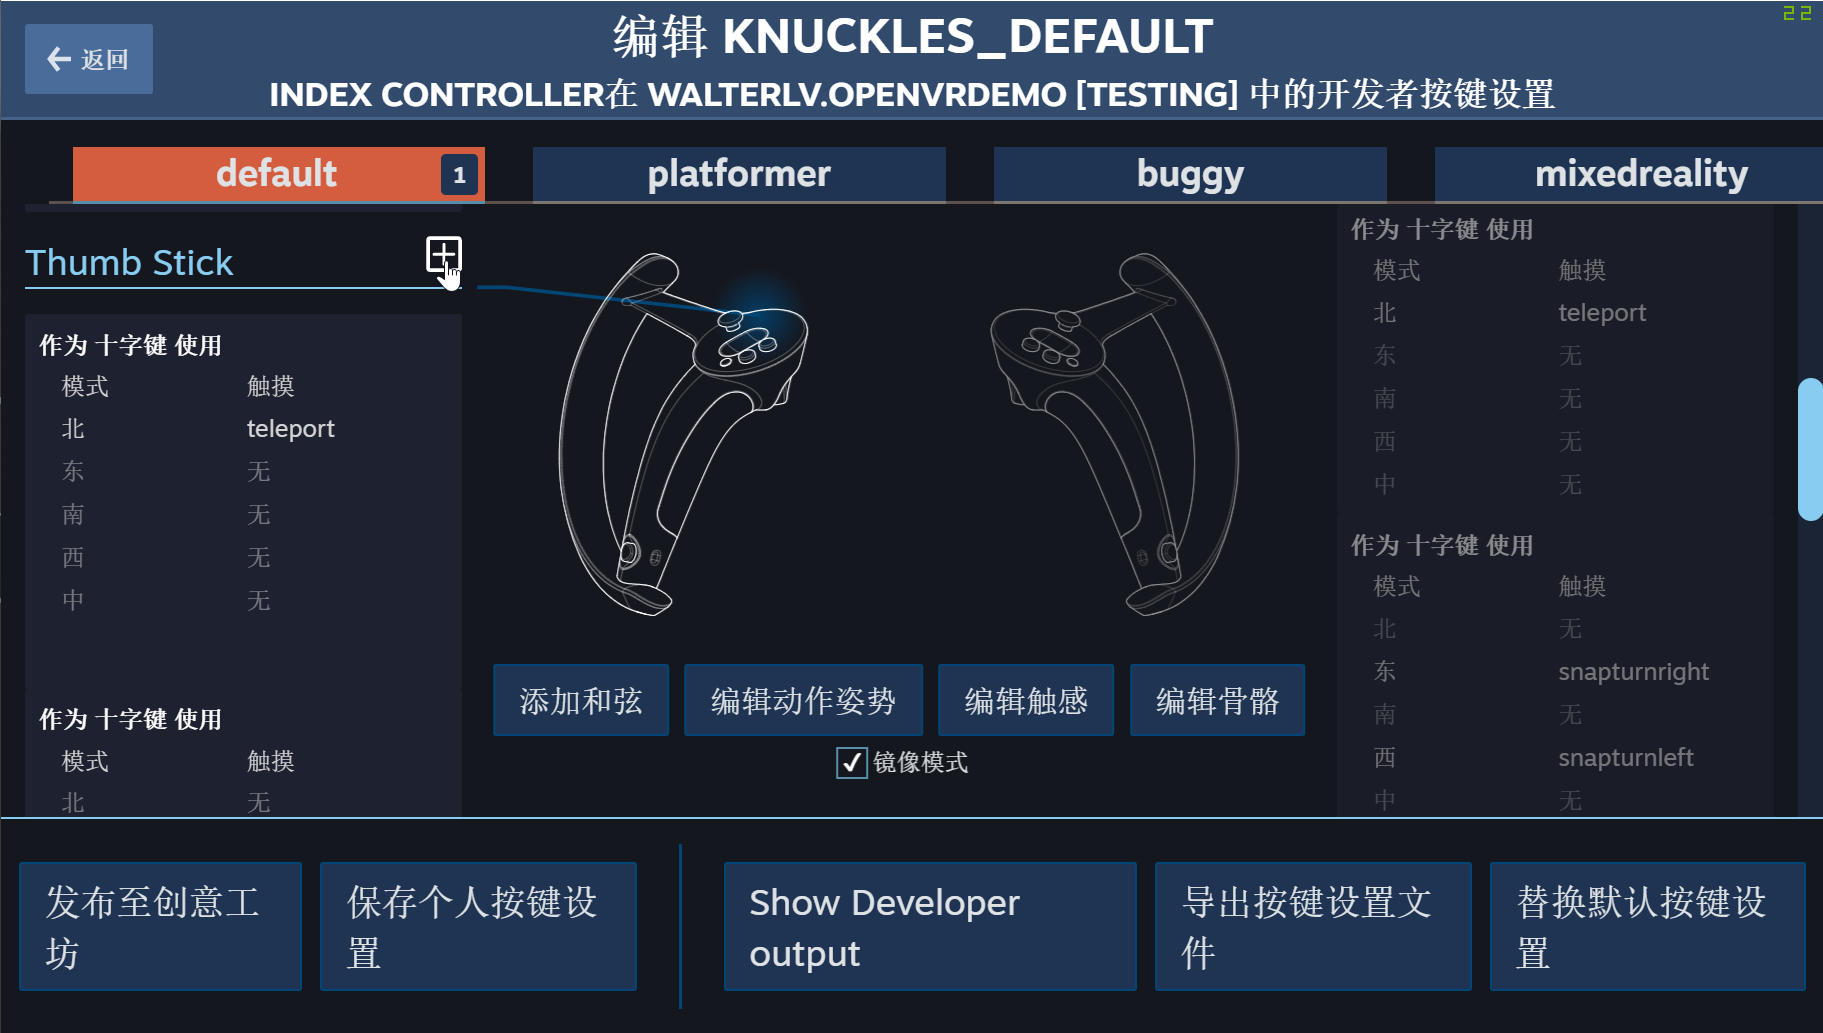 22
返回
编辑 KNUCKLES_DEFAULT
INDEX CONTROLLER在 WALTERLV.OPENVRDEMO [TESTING] 中的开发者按键设置
default 1
platformer
buggy
mixedreality
Thumb Stick
作为 十字键 使用
模式 触摸
北 teleport
东 无
南 无
西 无
中 无
作为 十字键 使用
模式 触摸
北 无
添加和弦
编辑动作姿势
编辑触感
编辑骨骼
镜像模式
作为 十字键 使用
模式 触摸
北 teleport
东 无
南 无
西 无
中 无
作为 十字键 使用
模式 触摸
北 无
东 snapturnright
南 无
西 snapturnleft
中 无
发布至创意工
坊
保存个人按键设
置
Show Developer
output
导出按键设置文
件
替换默认按键设
置